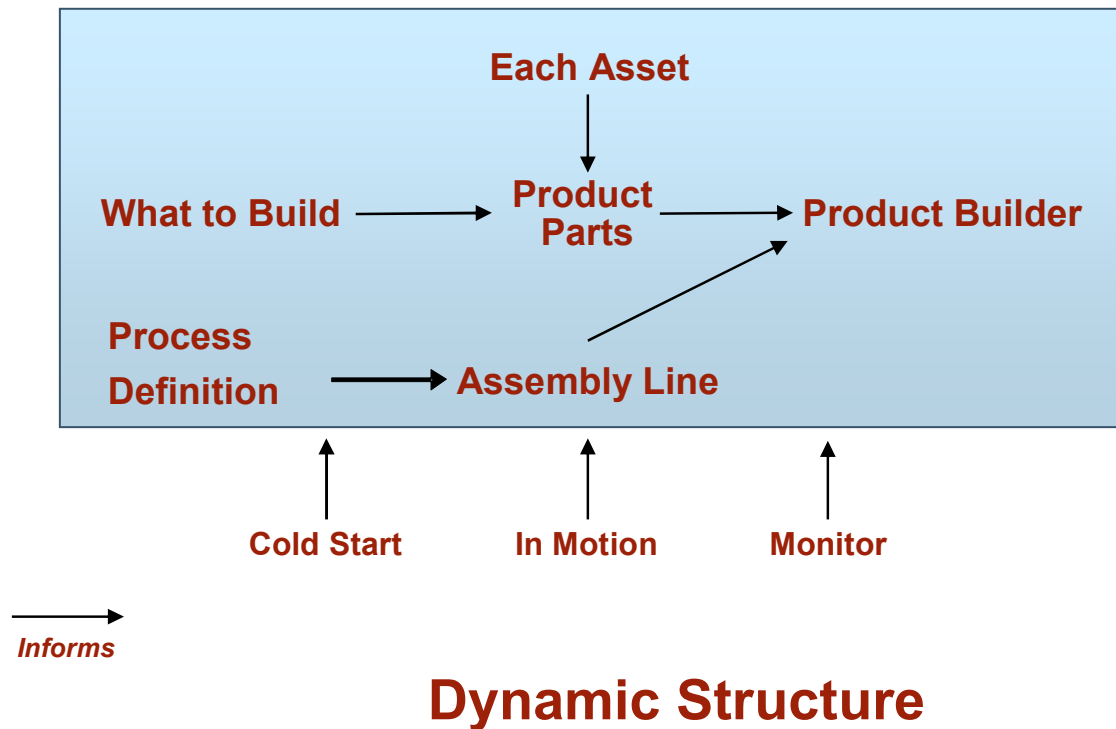 Each Asset
What to Build
Product
Parts
Product Builder
Process
Definition
Assembly Line
Cold Start
In Motion
Monitor
Informs
Dynamic Structure